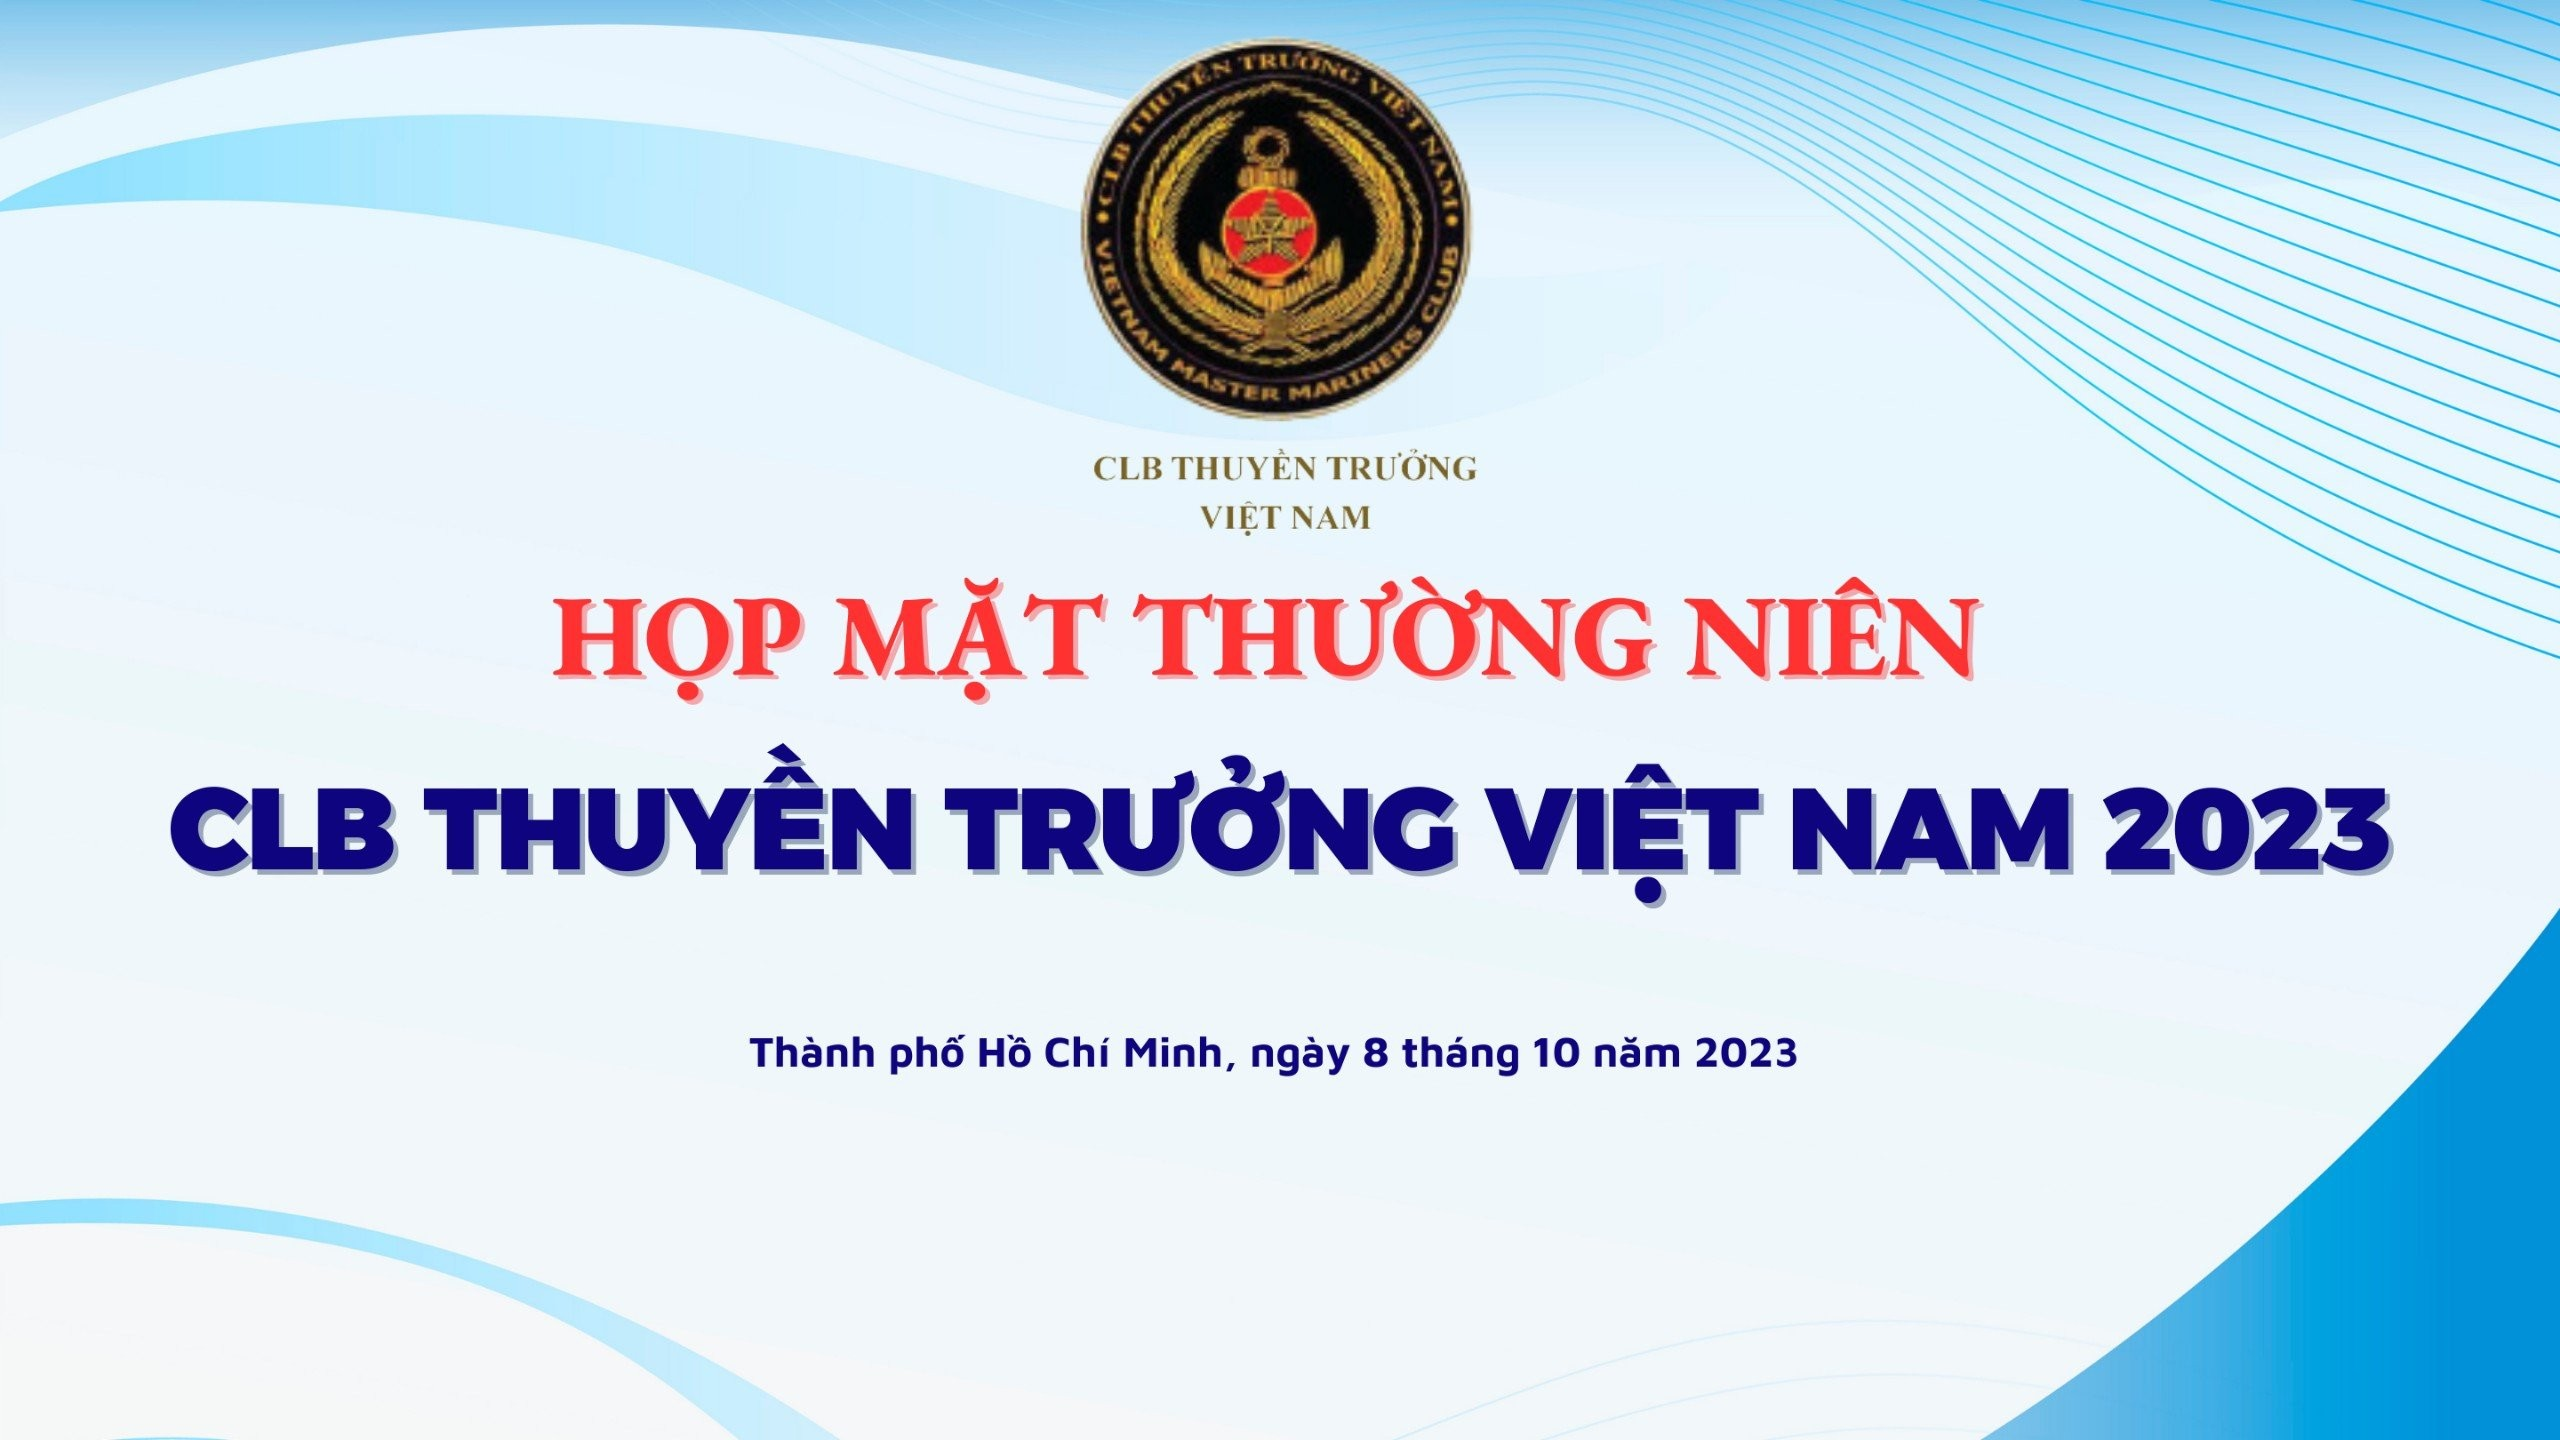 CLB THUYỀN TRƯỞNG VIỆT NAM
VIETNAM MASTER MARINERS CLUB
CLB THUYỀN TRƯỞNG
VIỆT NAM
HỌP MẶT THƯỜNG NIÊN
CLB THUYỀN TRƯỞNG VIỆT NAM 2023
Thành phố Hồ Chí Minh, ngày 8 tháng 10 năm 2023